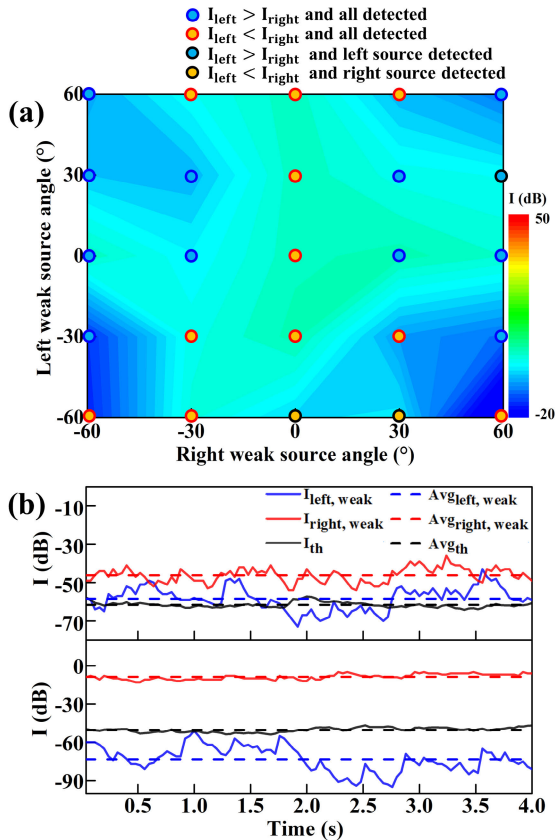 I_left > I_right and all detected
I_left < I_right and all detected
I_left > I_right and left source detected
I_left < I_right and right source detected
(a)
Left weak source angle (°)
60
30
0
-30
-60
-60 -30 0 30 60
Right weak source angle (°)
I (dB)
50
-20
(b)
I_left, weak Avg_left, weak
I_right, weak Avg_right, weak
I_th Avg_th
I (dB)
-10
-30
-50
-70
I (dB)
0
-30
-60
-90
0.5 1.0 1.5 2.0 2.5 3.0 3.5 4.0
Time (s)